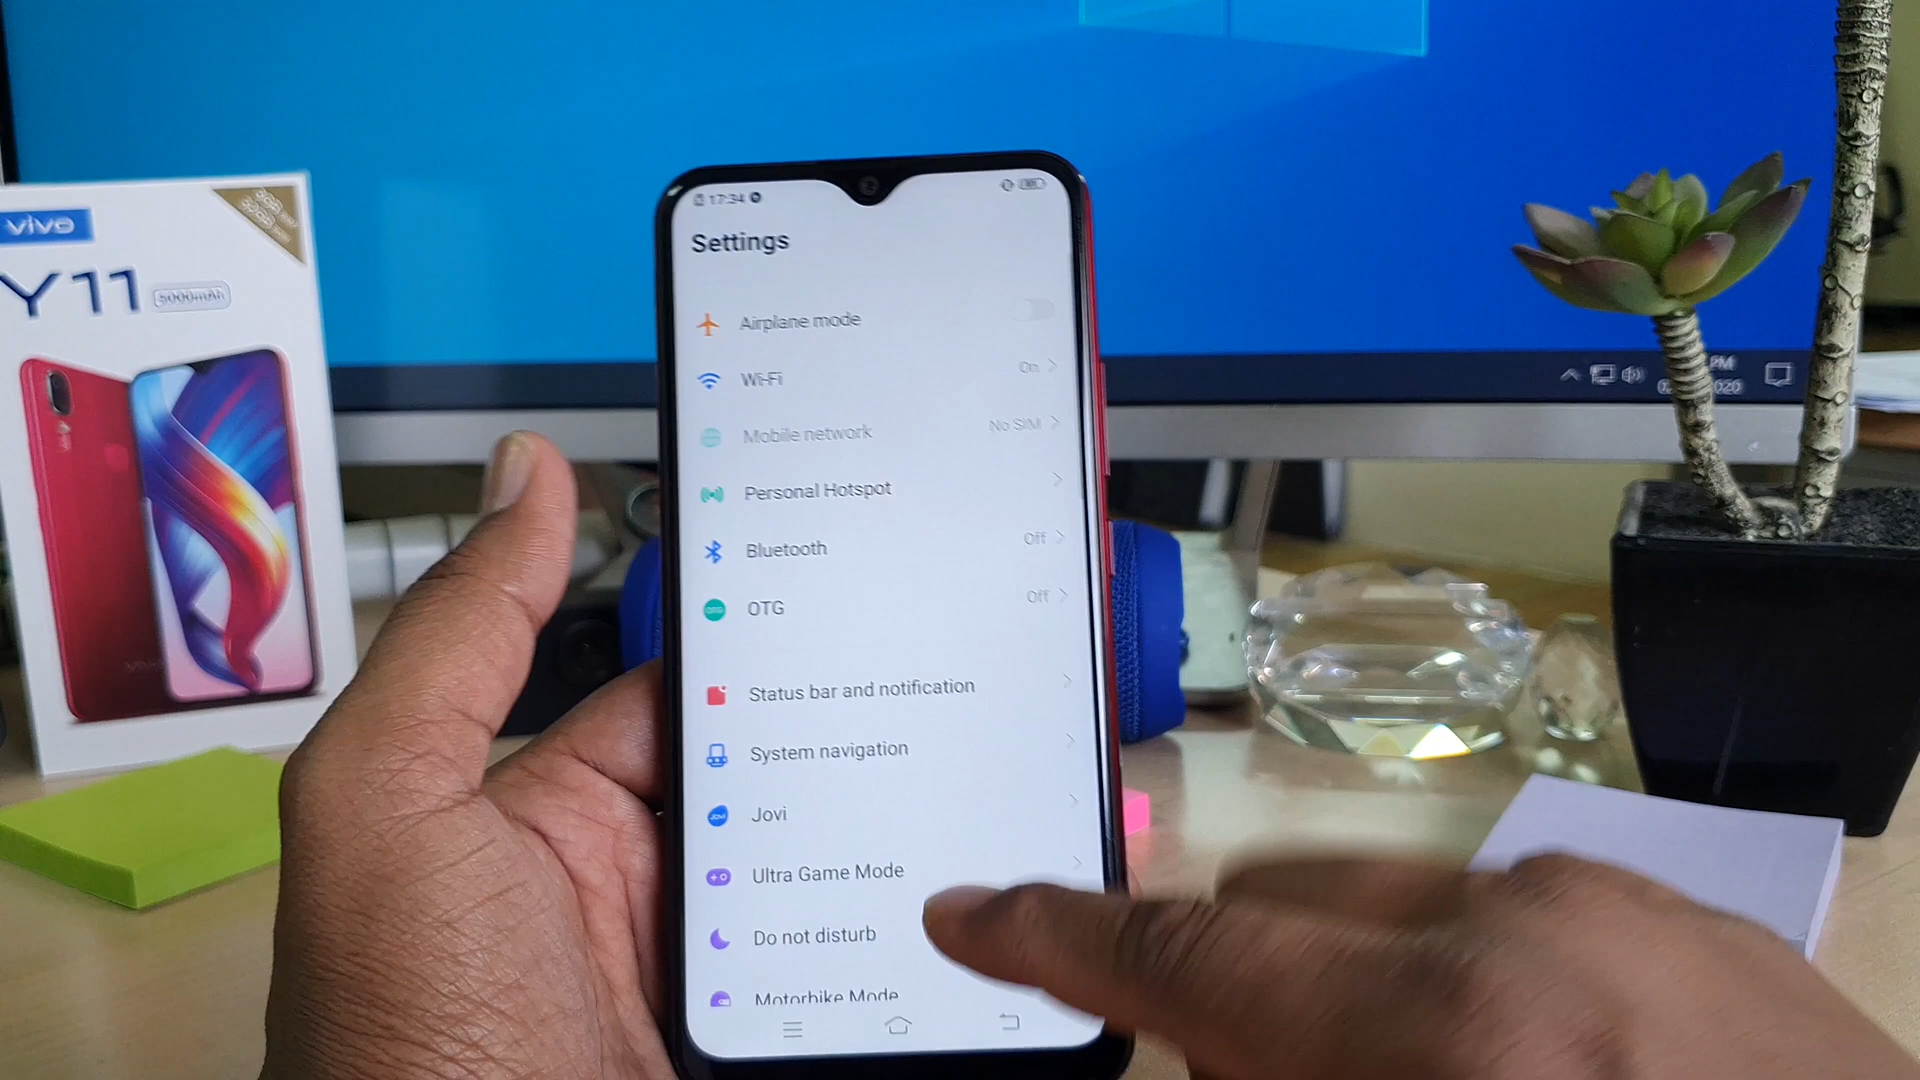 vivo
Y11 5000mAh
17:34
Settings
Airplane mode
Wi-Fi On
Mobile network No SIM
Personal Hotspot
Bluetooth Off
OTG Off
Status bar and notification
System navigation
Jovi
Ultra Game Mode
Do not disturb
Motorbike Mode
PM